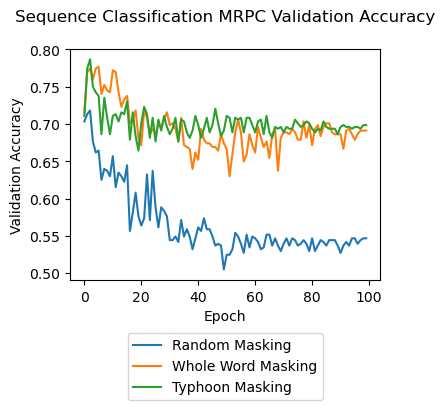 Sequence Classification MRPC Validation Accuracy
0.80
0.75
0.70
0.65
0.60
0.55
0.50
Validation Accuracy
0 20 40 60 80 100
Epoch
Random Masking
Whole Word Masking
Typhoon Masking